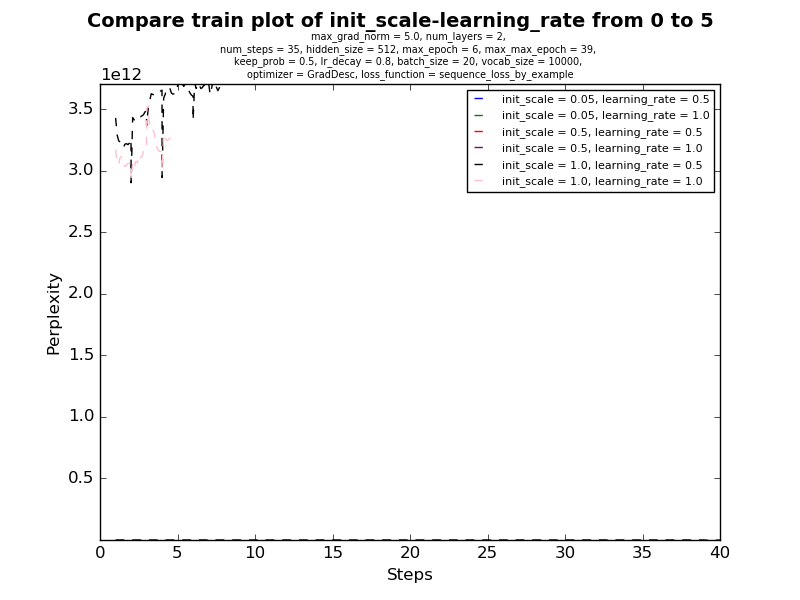 Compare train plot of init_scale-learning_rate from 0 to 5
max_grad_norm = 5.0, num_layers = 2,
num_steps = 35, hidden_size = 512, max_epoch = 6, max_max_epoch = 39,
keep_prob = 0.5, lr_decay = 0.8, batch_size = 20, vocab_size = 10000,
optimizer = GradDesc, loss_function = sequence_loss_by_example
1e12
init_scale = 0.05, learning_rate = 0.5
init_scale = 0.05, learning_rate = 1.0
init_scale = 0.5, learning_rate = 0.5
init_scale = 0.5, learning_rate = 1.0
init_scale = 1.0, learning_rate = 0.5
init_scale = 1.0, learning_rate = 1.0
3.5
3.0
2.5
2.0
1.5
1.0
0.5
Perplexity
0 5 10 15 20 25 30 35 40
Steps